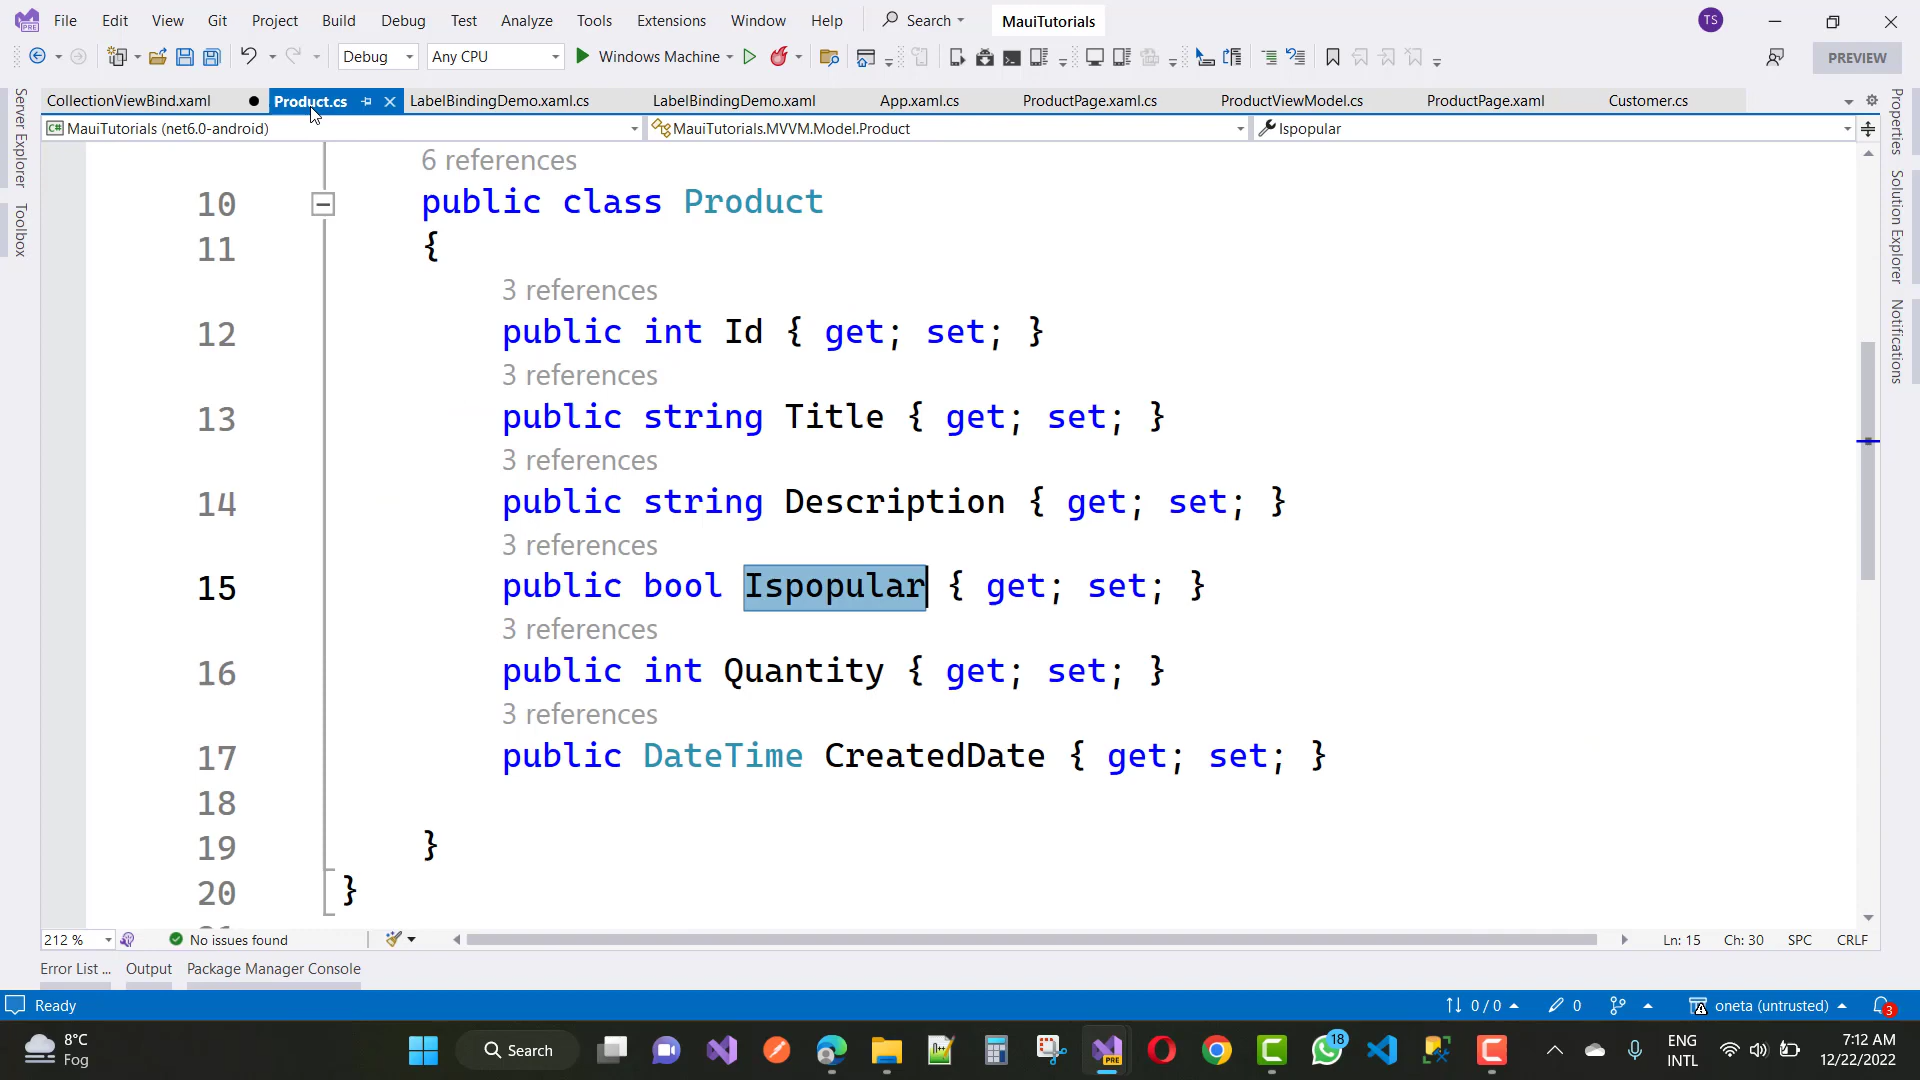 File Edit View Git Project Build Debug Test Analyze Tools Extensions Window Help Search MauiTutorials TS
Debug Any CPU Windows Machine PREVIEW
CollectionViewBind.xaml Product.cs LabelBindingDemo.xaml.cs LabelBindingDemo.xaml App.xaml.cs ProductPage.xaml.cs ProductViewModel.cs ProductPage.xaml Customer.cs
MauiTutorials (net6.0-android) MauiTutorials.MVVM.Model.Product Ispopular
Server Explorer
Toolbox
Properties
Solution Explorer
Notifications
6 references
10 public class Product
11 {
3 references
12 public int Id { get; set; }
3 references
13 public string Title { get; set; }
3 references
14 public string Description { get; set; }
3 references
15 public bool Ispopular { get; set; }
3 references
16 public int Quantity { get; set; }
3 references
17 public DateTime CreatedDate { get; set; }
18
19 }
20 }
212 % No issues found Ln: 15 Ch: 30 SPC CRLF
Error List ... Output Package Manager Console
Ready 0 / 0 0 oneta (untrusted) 3
8°C
Fog
Search
PRE
18
ENG
INTL
7:12 AM
12/22/2022